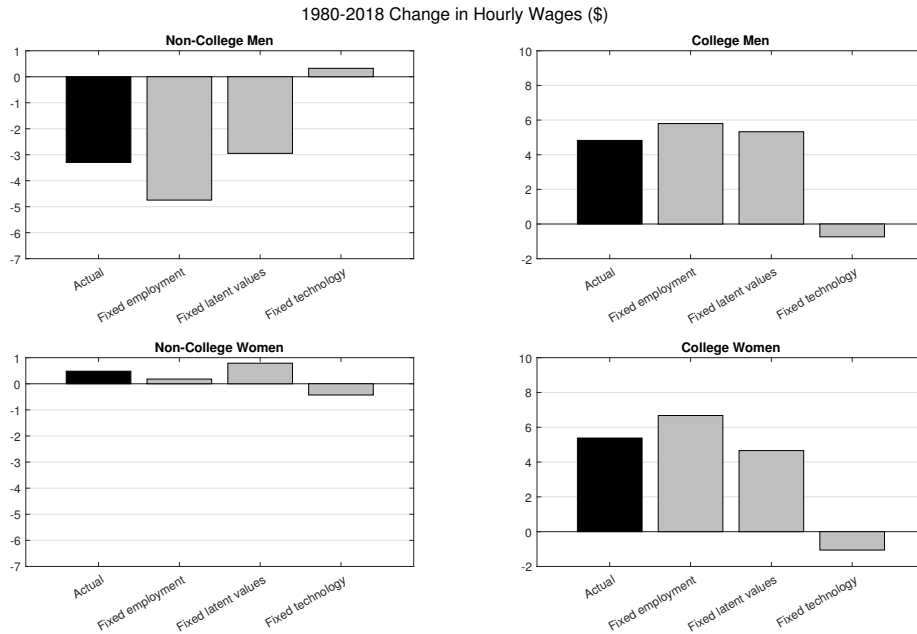 1980-2018 Change in Hourly Wages ($)
Non-College Men
1
0
-1
-2
-3
-4
-5
-6
-7
Actual
Fixed employment
Fixed latent values
Fixed technology
College Men
10
8
6
4
2
0
-2
Actual
Fixed employment
Fixed latent values
Fixed technology
Non-College Women
1
0
-1
-2
-3
-4
-5
-6
-7
Actual
Fixed employment
Fixed latent values
Fixed technology
College Women
10
8
6
4
2
0
-2
Actual
Fixed employment
Fixed latent values
Fixed technology